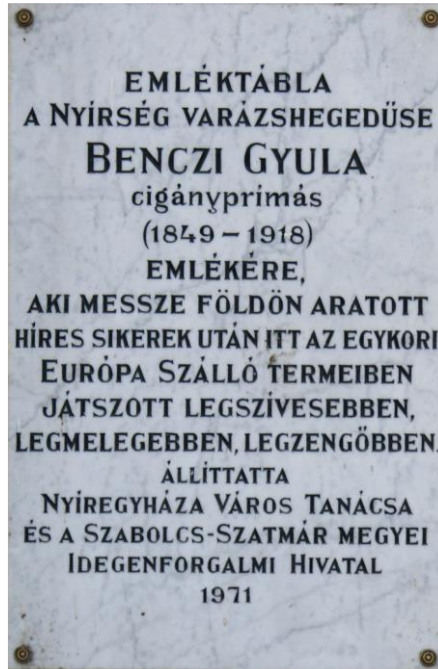 EMLÉKTÁBLA
A NYÍRSÉG VARÁZSHEGEDŰSE
BENCZI GYULA
cigányprímás
(1849 – 1918)
EMLÉKÉRE,
AKI MESSZE FÖLDÖN ARATOTT
HÍRES SIKEREK UTÁN ITT AZ EGYKORI
EURÓPA SZÁLLÓ TERMEIBEN
JÁTSZOTT LEGSZÍVESEBBEN,
LEGMELEGEBBEN, LEGZENGŐBBEN.
ÁLLÍTTATTA
NYÍREGYHÁZA VÁROS TANÁCSA
ÉS A SZABOLCS-SZATMÁR MEGYEI
IDEGENFORGALMI HIVATAL
1971